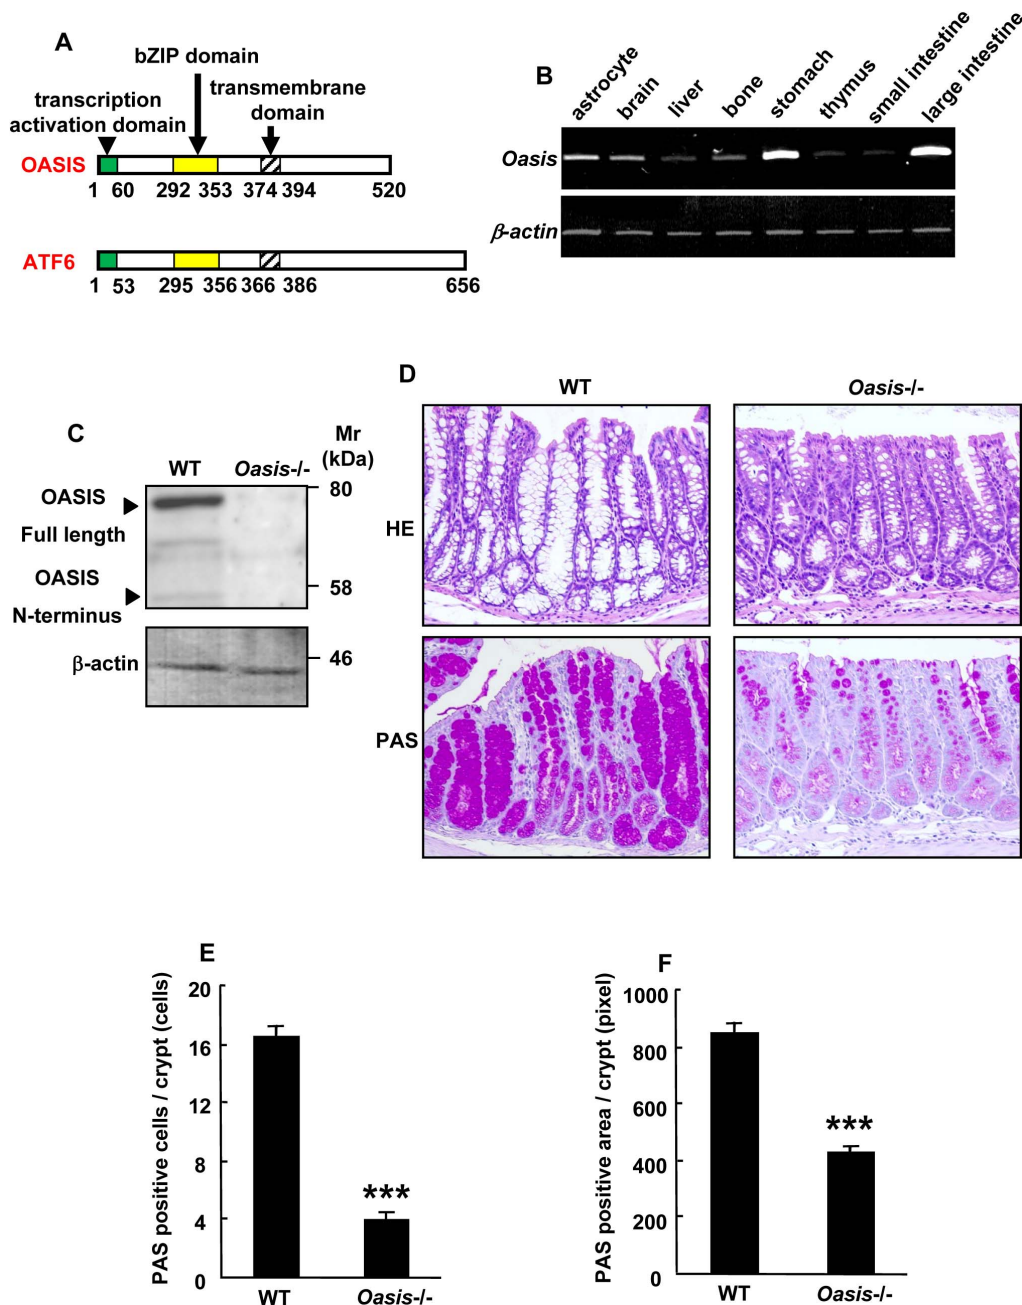 A
bZIP domain
transcription
activation domain
transmembrane
domain
OASIS
1 60 292 353 374 394 520
ATF6
1 53 295 356 366 386 656
B
astrocyte
brain
liver
bone
stomach
thymus
small intestine
large intestine
Oasis
β-actin
C
WT Oasis-/-
Mr
(kDa)
OASIS
Full length
OASIS
N-terminus
80
58
β-actin
46
D
WT Oasis-/-
HE
PAS
E
PAS positive cells / crypt (cells)
20
16
12
8
4
0
***
WT Oasis-/-
F
PAS positive area / crypt (pixel)
1000
800
600
400
200
0
***
WT Oasis-/-